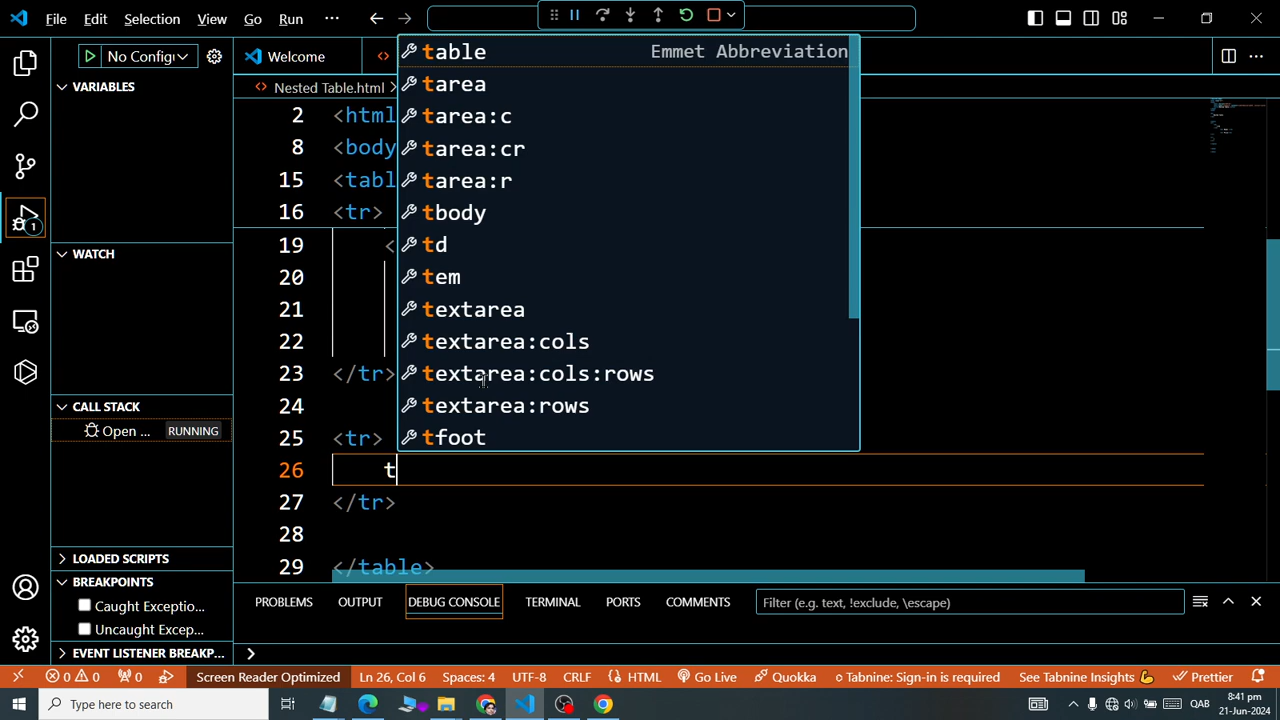 File Edit Selection View Go Run ···
No Config
Welcome
VARIABLES
Nested Table.html
2 <html
8 <body
15 <tabl
16 <tr>
19 <
20
21
22
23 </tr>
24
25 <tr>
26 t
27 </tr>
28
29 </table>
table Emmet Abbreviation
tarea
tarea:c
tarea:cr
tarea:r
tbody
td
tem
textarea
textarea:cols
textarea:cols:rows
textarea:rows
tfoot
1
WATCH
CALL STACK
Open ... RUNNING
LOADED SCRIPTS
BREAKPOINTS
Caught Exceptio...
Uncaught Excep...
EVENT LISTENER BREAKP...
PROBLEMS OUTPUT DEBUG CONSOLE TERMINAL PORTS COMMENTS Filter (e.g. text, !exclude, \escape)
0 0 0 Screen Reader Optimized Ln 26, Col 6 Spaces: 4 UTF-8 CRLF HTML Go Live Quokka Tabnine: Sign-in is required See Tabnine Insights Prettier
Type here to search
QAB
8:41 pm
21-Jun-2024